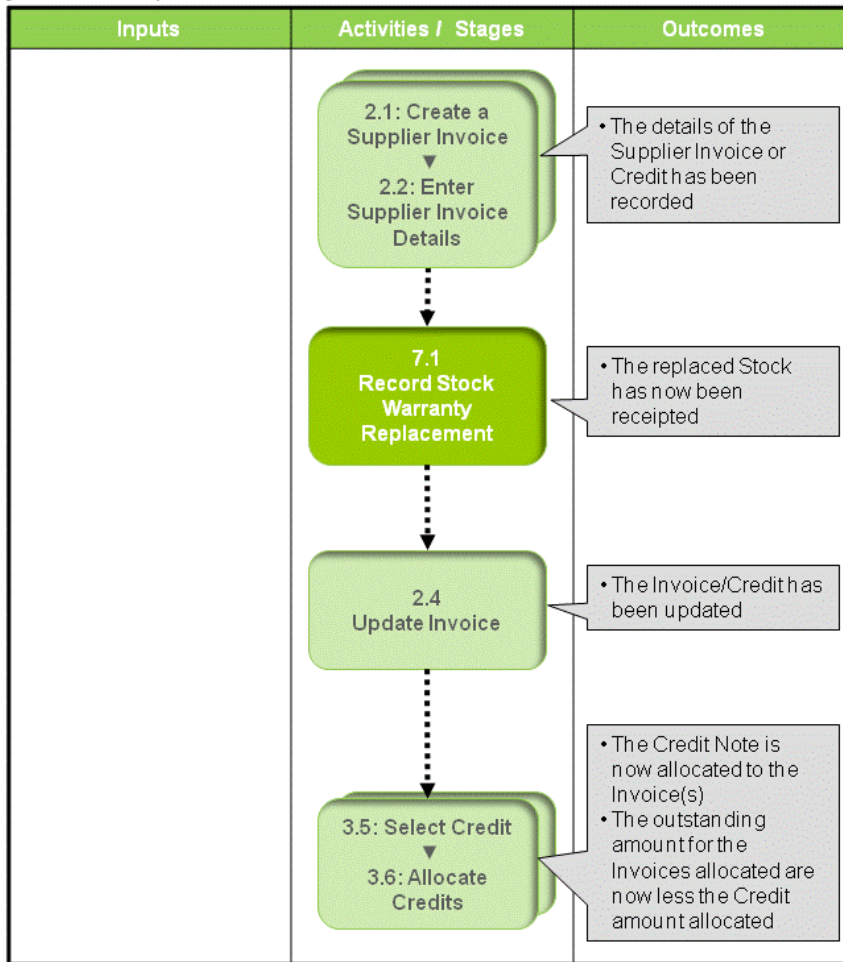 Inputs
Activities / Stages
Outcomes
2.1: Create a
Supplier Invoice
▼
2.2: Enter
Supplier Invoice
Details
• The details of the
Supplier Invoice or
Credit has been
recorded
7.1
Record Stock
Warranty
Replacement
• The replaced Stock
has now been
receipted
2.4
Update Invoice
• The Invoice/Credit has
been updated
3.5: Select Credit
▼
3.6: Allocate
Credits
• The Credit Note is
now allocated to the
Invoice(s)
• The outstanding
amount for the
Invoices allocated are
now less the Credit
amount allocated